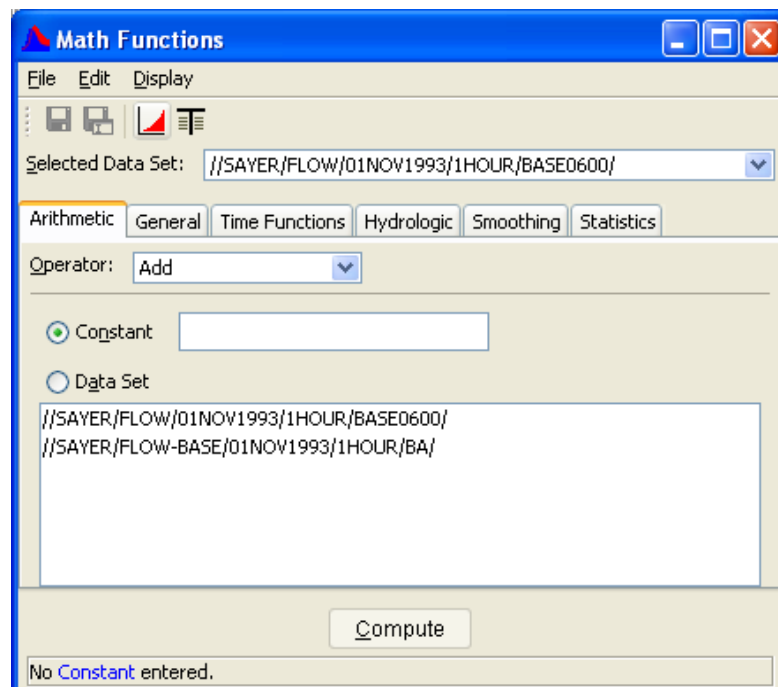 Math Functions
File Edit Display
Selected Data Set: //SAYER/FLOW/01NOV1993/1HOUR/BASE0600/
Arithmetic General Time Functions Hydrologic Smoothing Statistics
Operator: Add
Constant
Data Set
//SAYER/FLOW/01NOV1993/1HOUR/BASE0600/
//SAYER/FLOW-BASE/01NOV1993/1HOUR/BA/
Compute
No Constant entered.